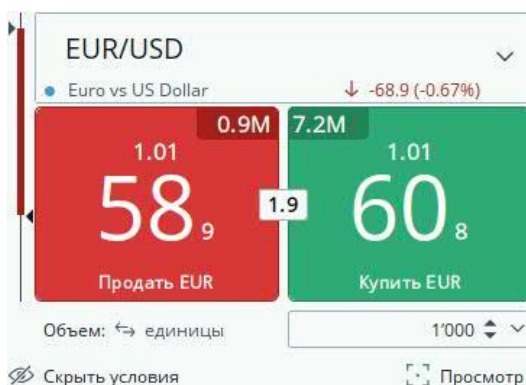 EUR/USD
Euro vs US Dollar ↓ -68.9 (-0.67%)
0.9M 7.2M
1.01 1.01
58 9 1.9 60 8
Продать EUR Купить EUR
Объем: ⇆ единицы 1'000
Скрыть условия Просмотр